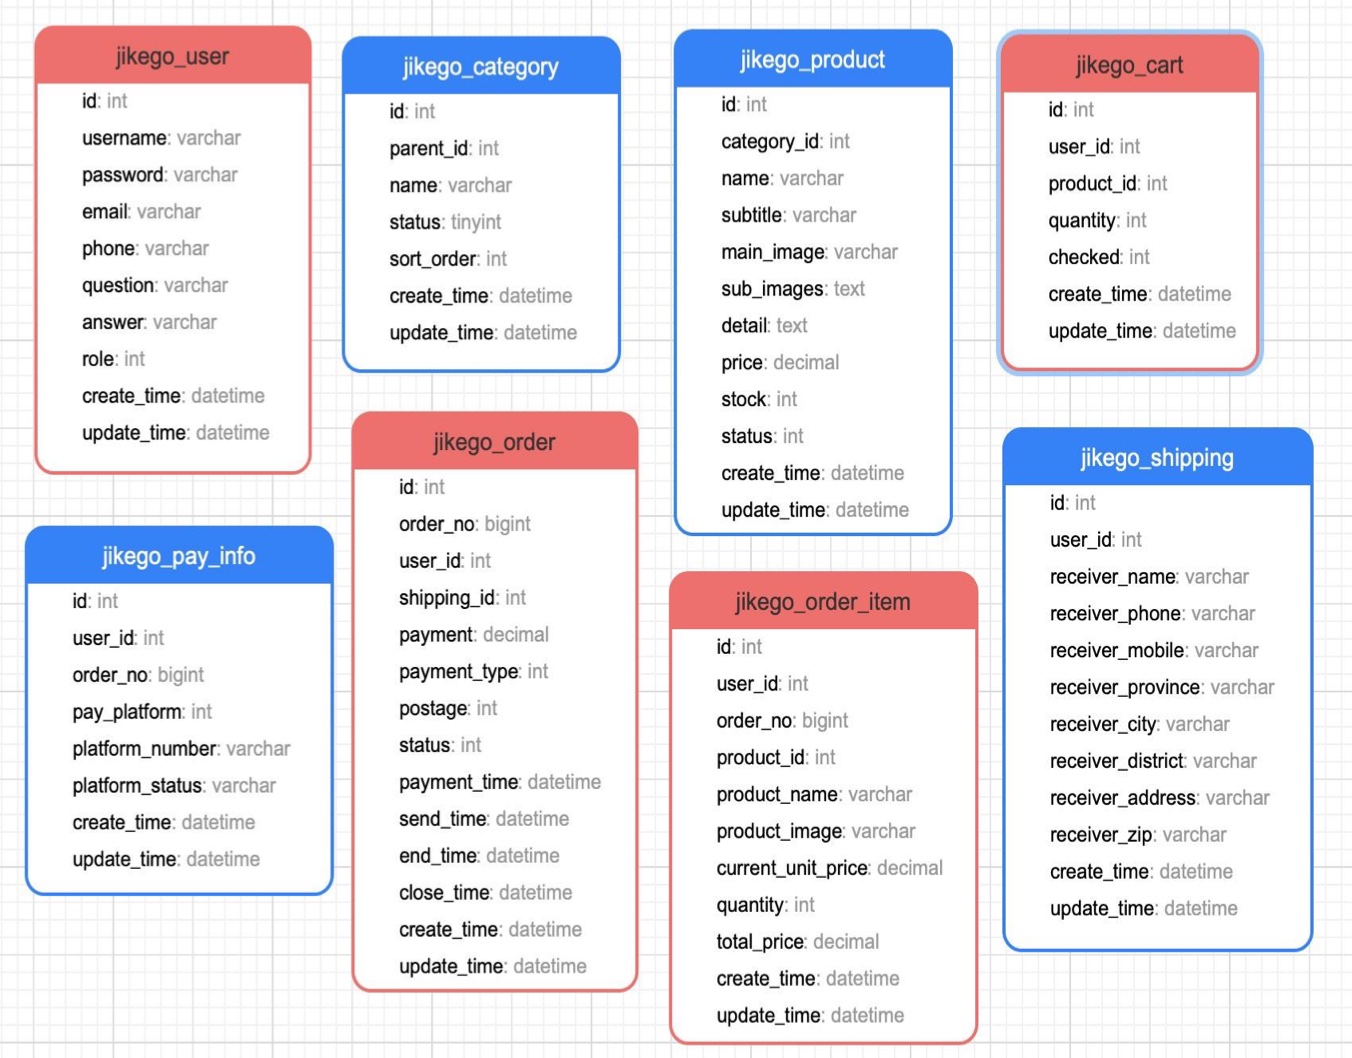 jikego_user
id: int
username: varchar
password: varchar
email: varchar
phone: varchar
question: varchar
answer: varchar
role: int
create_time: datetime
update_time: datetime
jikego_category
id: int
parent_id: int
name: varchar
status: tinyint
sort_order: int
create_time: datetime
update_time: datetime
jikego_product
id: int
category_id: int
name: varchar
subtitle: varchar
main_image: varchar
sub_images: text
detail: text
price: decimal
stock: int
status: int
create_time: datetime
update_time: datetime
jikego_cart
id: int
user_id: int
product_id: int
quantity: int
checked: int
create_time: datetime
update_time: datetime
jikego_pay_info
id: int
user_id: int
order_no: bigint
pay_platform: int
platform_number: varchar
platform_status: varchar
create_time: datetime
update_time: datetime
jikego_order
id: int
order_no: bigint
user_id: int
shipping_id: int
payment: decimal
payment_type: int
postage: int
status: int
payment_time: datetime
send_time: datetime
end_time: datetime
close_time: datetime
create_time: datetime
update_time: datetime
jikego_order_item
id: int
user_id: int
order_no: bigint
product_id: int
product_name: varchar
product_image: varchar
current_unit_price: decimal
quantity: int
total_price: decimal
create_time: datetime
update_time: datetime
jikego_shipping
id: int
user_id: int
receiver_name: varchar
receiver_phone: varchar
receiver_mobile: varchar
receiver_province: varchar
receiver_city: varchar
receiver_district: varchar
receiver_address: varchar
receiver_zip: varchar
create_time: datetime
update_time: datetime